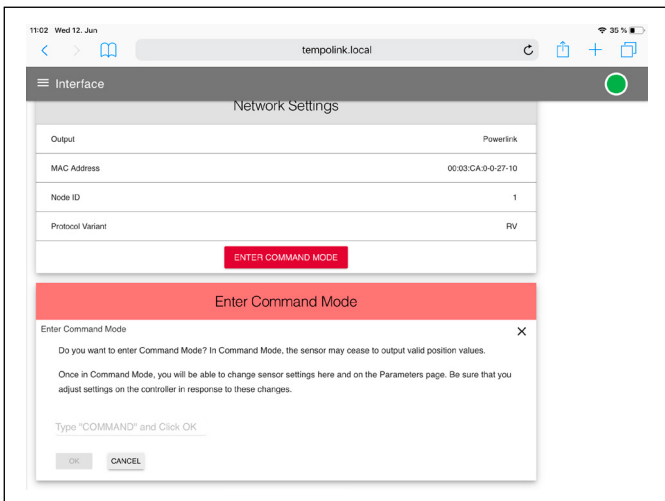 11:02 Wed 12. Jun
35 %
tempolink.local
Interface
Network Settings
Output Powerlink
MAC Address 00:03:CA:0-0-27-10
Node ID 1
Protocol Variant RV
ENTER COMMAND MODE
Enter Command Mode
Enter Command Mode
Do you want to enter Command Mode? In Command Mode, the sensor may cease to output valid position values.
Once in Command Mode, you will be able to change sensor settings here and on the Parameters page. Be sure that you
adjust settings on the controller in response to these changes.
Type "COMMAND" and Click OK
OK CANCEL